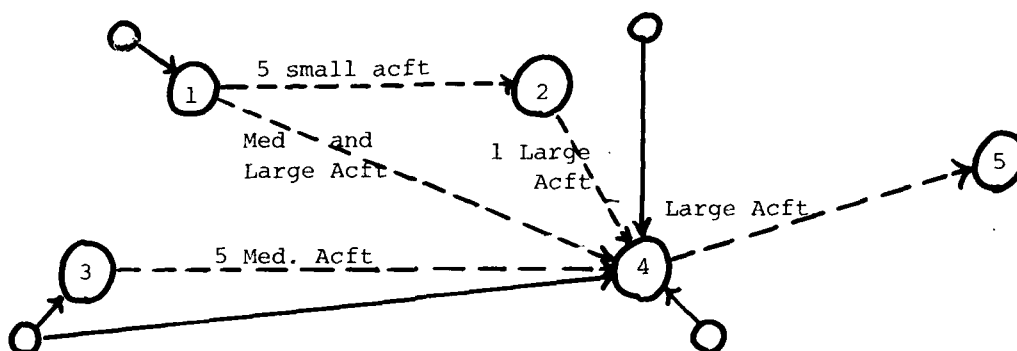 5 small acft
1
2
Med and
Large Acft
1 Large
Acft
5
Large Acft
3
5 Med. Acft
4